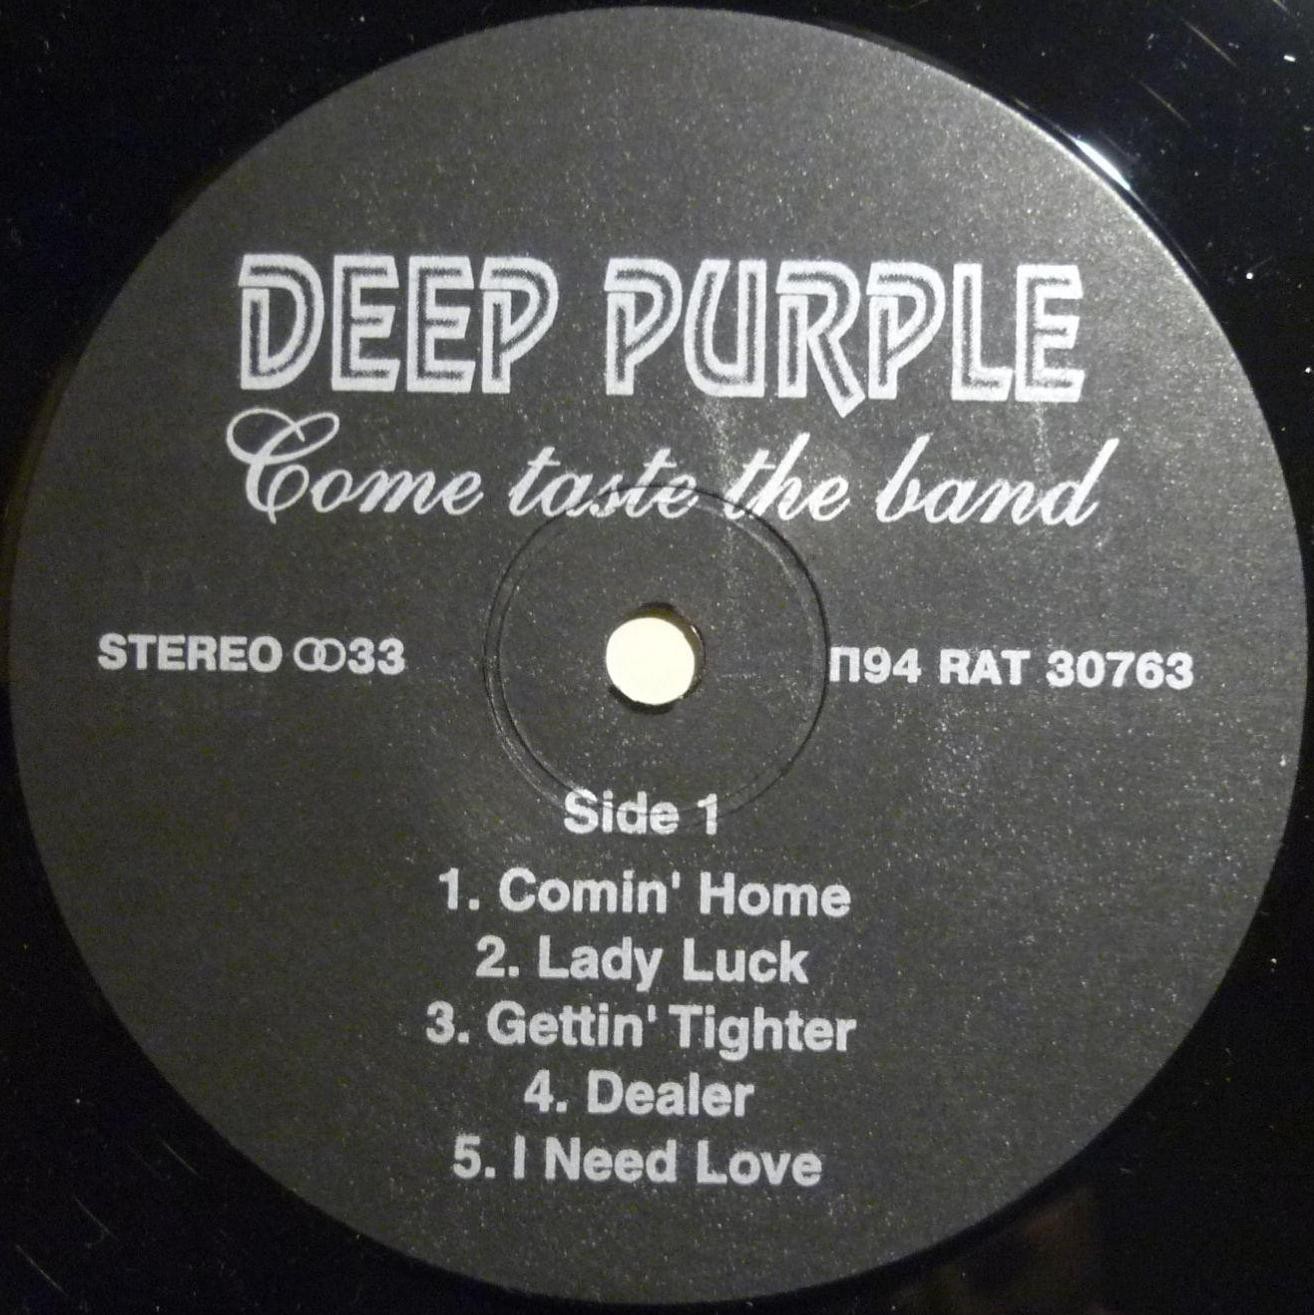 DEEP PURPLE
Come taste the band
STEREO ꝏ33
П94 RAT 30763
Side 1
1. Comin' Home
2. Lady Luck
3. Gettin' Tighter
4. Dealer
5. I Need Love